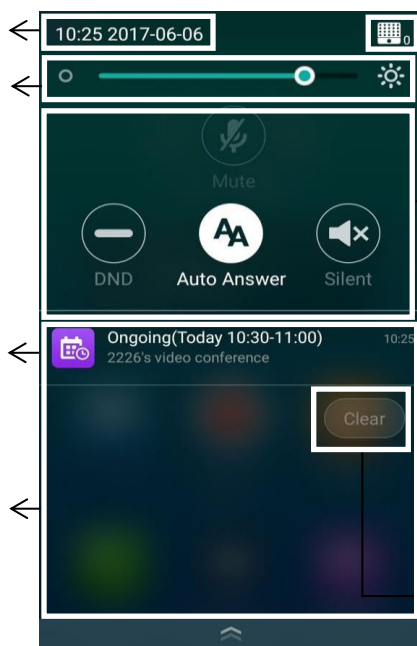 10:25 2017-06-06
0
Mute
DND
Auto Answer
Silent
Ongoing(Today 10:30-11:00)
10:25
2226's video conference
Clear